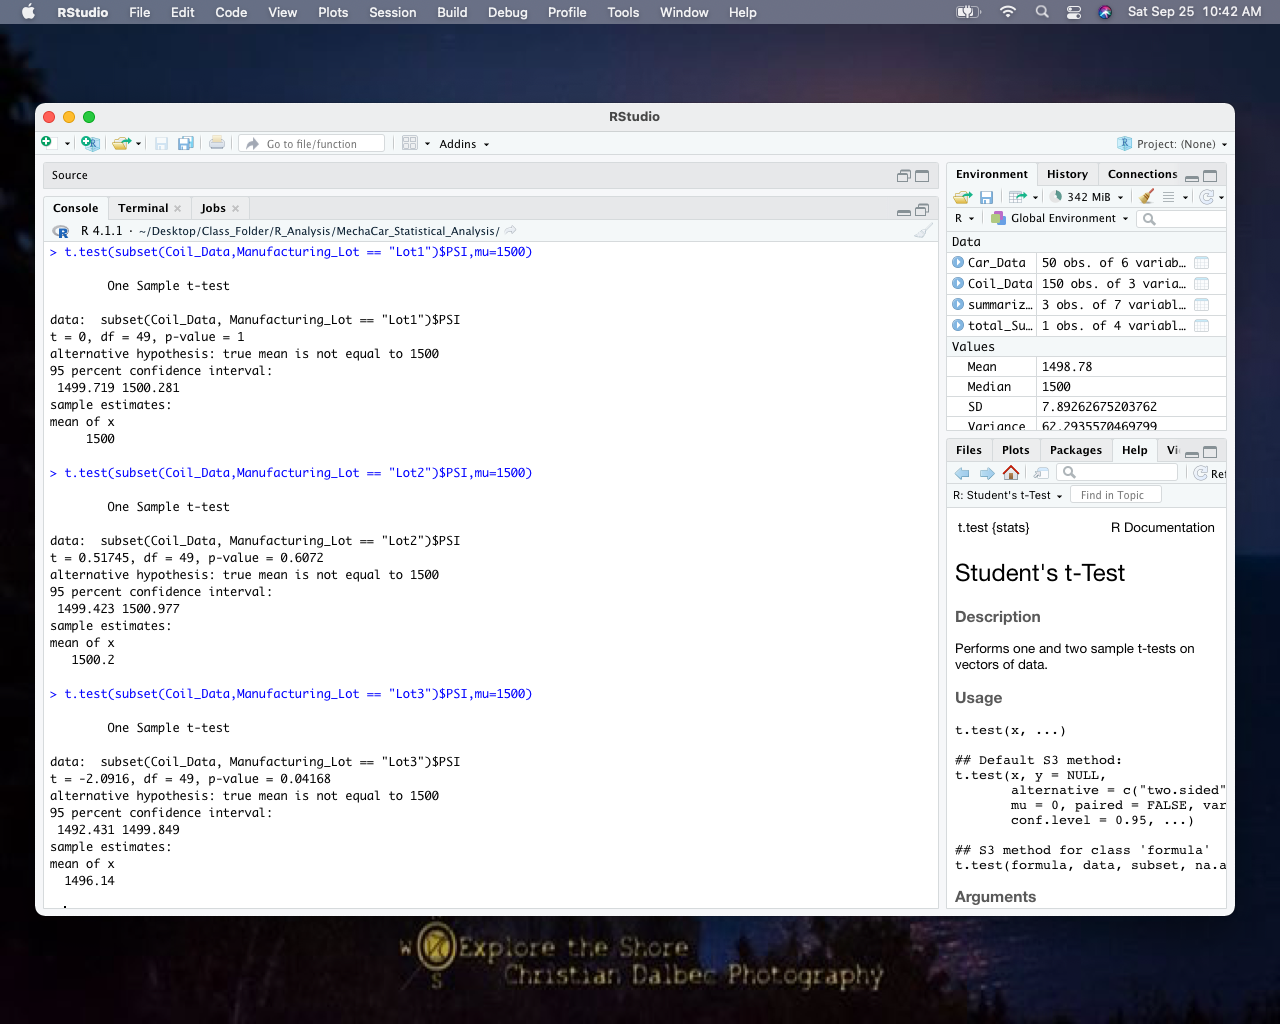 RStudio File Edit Code View Plots Session Build Debug Profile Tools Window Help Sat Sep 25 10:42 AM
RStudio
Go to file/function Addins Project: (None)
Source
Console Terminal Jobs
R 4.1.1 · ~/Desktop/Class_Folder/R_Analysis/MechaCar_Statistical_Analysis/
> t.test(subset(Coil_Data,Manufacturing_Lot == "Lot1")$PSI,mu=1500)
One Sample t-test
data:  subset(Coil_Data, Manufacturing_Lot == "Lot1")$PSI
t = 0, df = 49, p-value = 1
alternative hypothesis: true mean is not equal to 1500
95 percent confidence interval:
1499.719 1500.281
sample estimates:
mean of x
1500
> t.test(subset(Coil_Data,Manufacturing_Lot == "Lot2")$PSI,mu=1500)
One Sample t-test
data:  subset(Coil_Data, Manufacturing_Lot == "Lot2")$PSI
t = 0.51745, df = 49, p-value = 0.6072
alternative hypothesis: true mean is not equal to 1500
95 percent confidence interval:
1499.423 1500.977
sample estimates:
mean of x
1500.2
> t.test(subset(Coil_Data,Manufacturing_Lot == "Lot3")$PSI,mu=1500)
One Sample t-test
data:  subset(Coil_Data, Manufacturing_Lot == "Lot3")$PSI
t = -2.0916, df = 49, p-value = 0.04168
alternative hypothesis: true mean is not equal to 1500
95 percent confidence interval:
1492.431 1499.849
sample estimates:
mean of x
1496.14
Environment History Connections
342 MiB
R Global Environment
Data
Car_Data 50 obs. of 6 variab…
Coil_Data 150 obs. of 3 varia…
summariz… 3 obs. of 7 variabl…
total_Su… 1 obs. of 4 variabl…
Values
Mean 1498.78
Median 1500
SD 7.89262675203762
Variance 62.2935570469799
Files Plots Packages Help Vi
Ref
R: Student's t-Test Find in Topic
t.test {stats} R Documentation
Student's t-Test
Description
Performs one and two sample t-tests on
vectors of data.
Usage
t.test(x, ...)
## Default S3 method:
t.test(x, y = NULL,
alternative = c("two.sided"
mu = 0, paired = FALSE, var
conf.level = 0.95, ...)
## S3 method for class 'formula'
t.test(formula, data, subset, na.a
Arguments
W Explore the Shore
S Christian Dalbec Photography